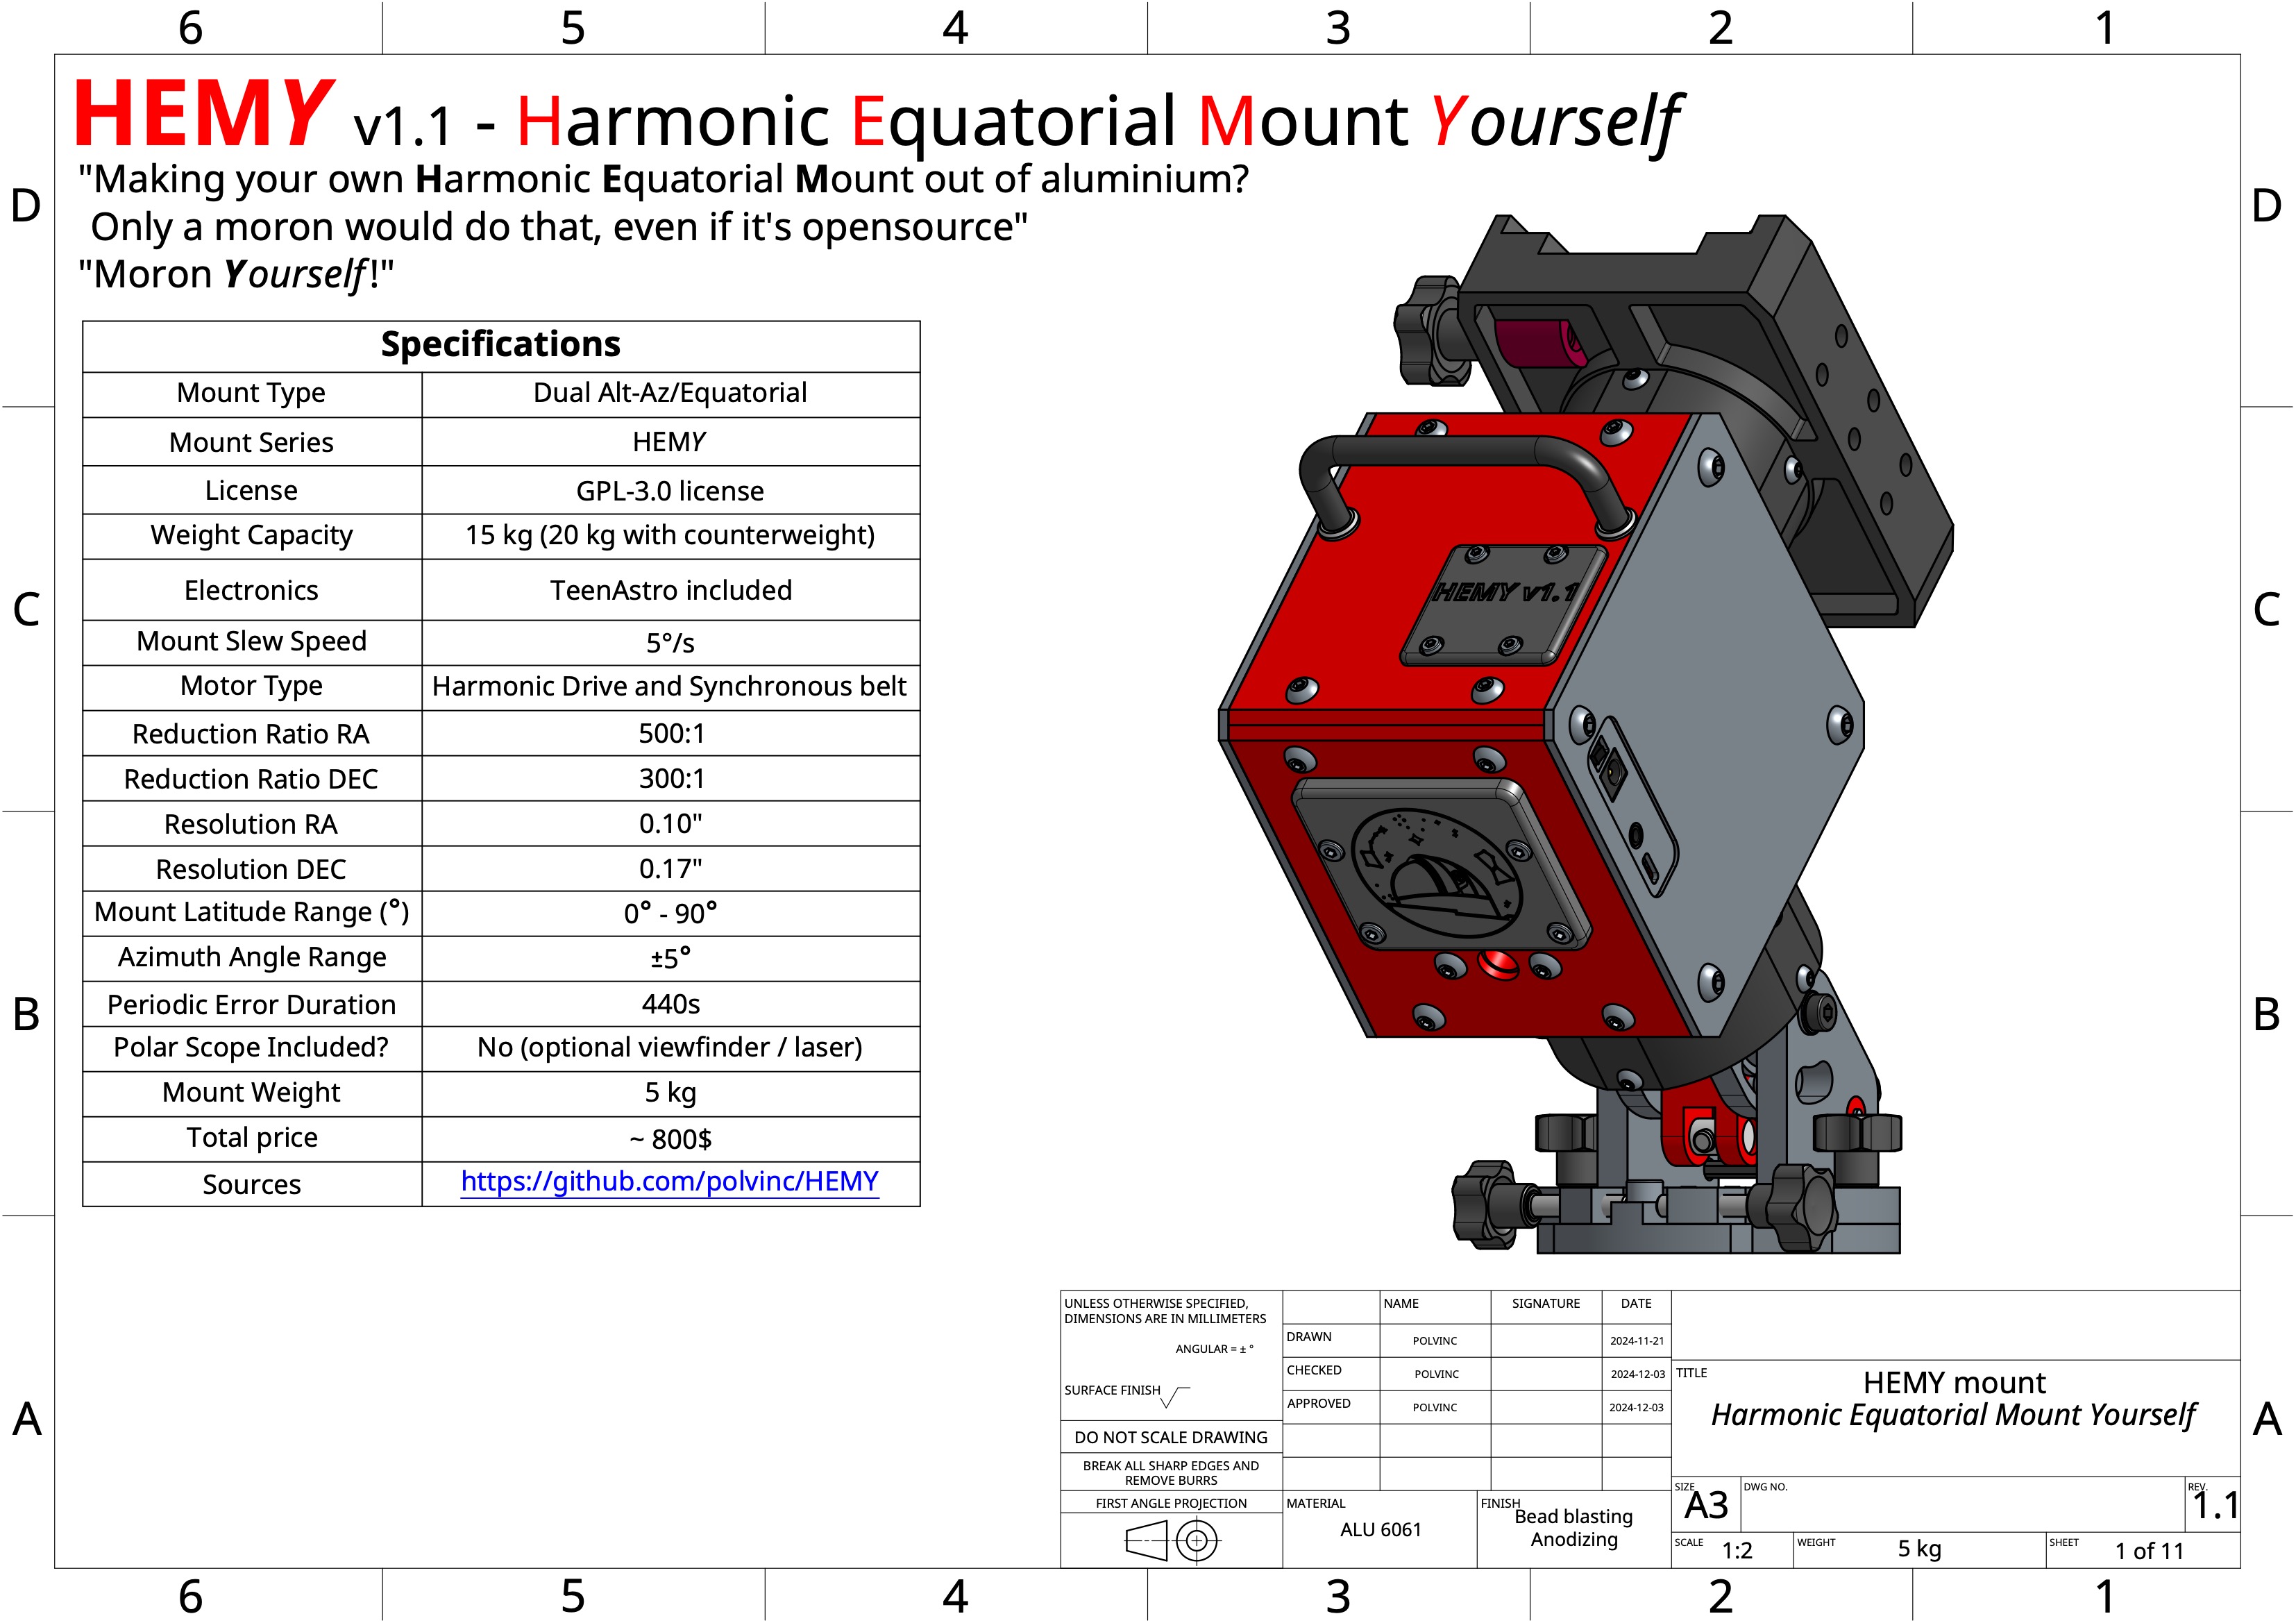 6 5 4 3 2 1
HEMY v1.1 - Harmonic Equatorial Mount Yourself
"Making your own Harmonic Equatorial Mount out of aluminium?
Only a moron would do that, even if it's opensource"
"Moron Yourself!"
D D
Specifications
Mount Type Dual Alt-Az/Equatorial
Mount Series HEMY
License GPL-3.0 license
Weight Capacity 15 kg (20 kg with counterweight)
Electronics TeenAstro included
Mount Slew Speed 5°/s
Motor Type Harmonic Drive and Synchronous belt
Reduction Ratio RA 500:1
Reduction Ratio DEC 300:1
Resolution RA 0.10"
Resolution DEC 0.17"
Mount Latitude Range (°) 0° - 90°
Azimuth Angle Range ±5°
Periodic Error Duration 440s
Polar Scope Included? No (optional viewfinder / laser)
Mount Weight 5 kg
Total price ~ 800$
Sources https://github.com/polvinc/HEMY
HEMY v1.1
C C
B B
A A
UNLESS OTHERWISE SPECIFIED,
DIMENSIONS ARE IN MILLIMETERS
ANGULAR = ± °
SURFACE FINISH
DO NOT SCALE DRAWING
BREAK ALL SHARP EDGES AND
REMOVE BURRS
FIRST ANGLE PROJECTION
NAME SIGNATURE DATE
DRAWN POLVINC 2024-11-21
CHECKED POLVINC 2024-12-03
APPROVED POLVINC 2024-12-03
MATERIAL
ALU 6061
FINISH
Bead blasting
Anodizing
TITLE
HEMY mount
Harmonic Equatorial Mount Yourself
SIZE
A3
DWG NO.
REV.
1.1
SCALE 1:2
WEIGHT 5 kg
SHEET 1 of 11
6 5 4 3 2 1